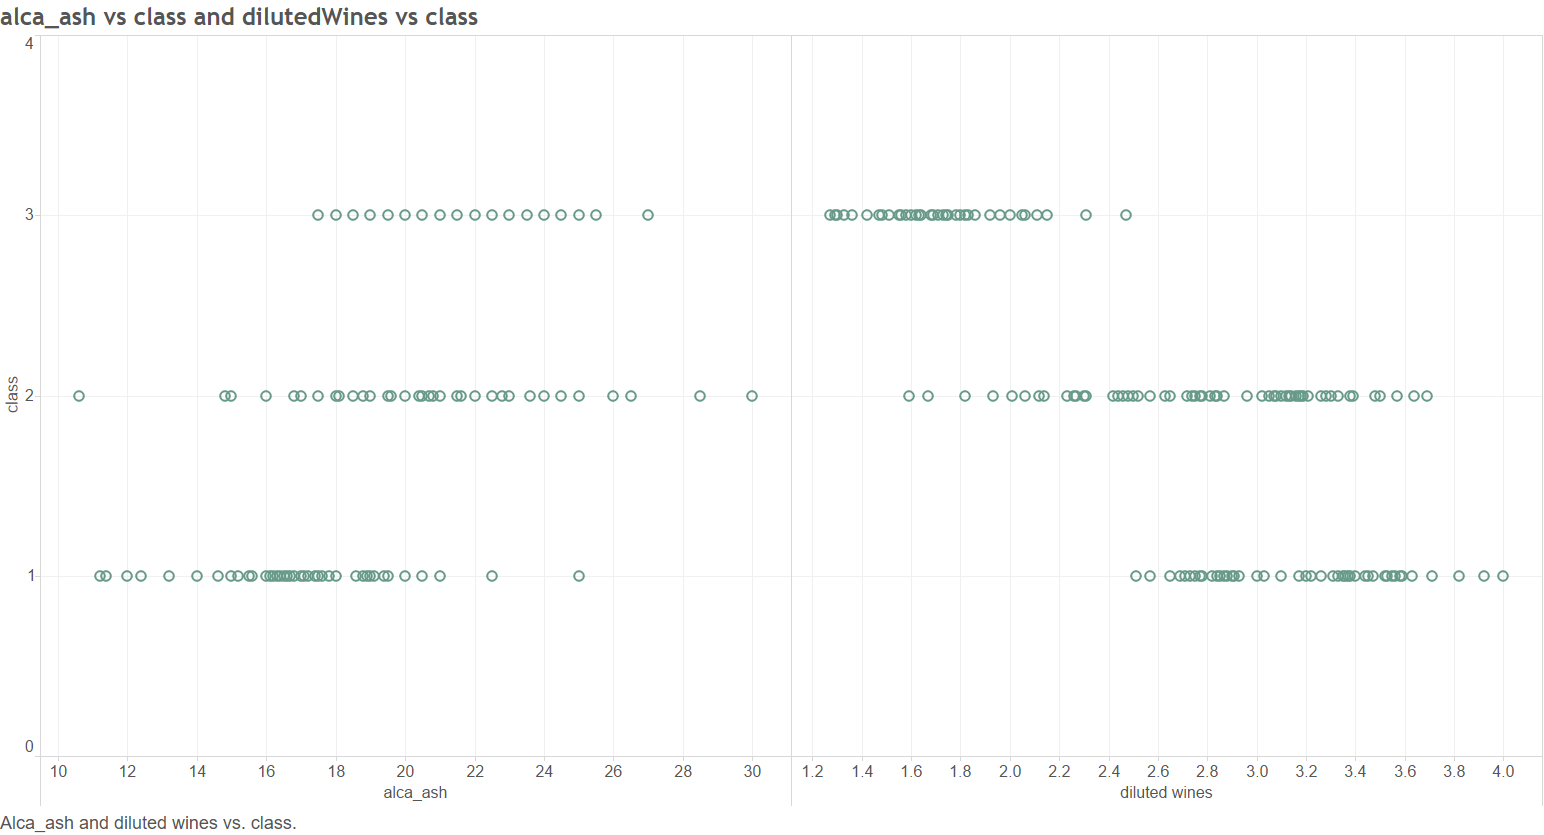 alca_ash vs class and dilutedWines vs class
4
3
2
1
0
class
10 12 14 16 18 20 22 24 26 28 30 1.2 1.4 1.6 1.8 2.0 2.2 2.4 2.6 2.8 3.0 3.2 3.4 3.6 3.8 4.0
alca_ash diluted wines
Alca_ash and diluted wines vs. class.